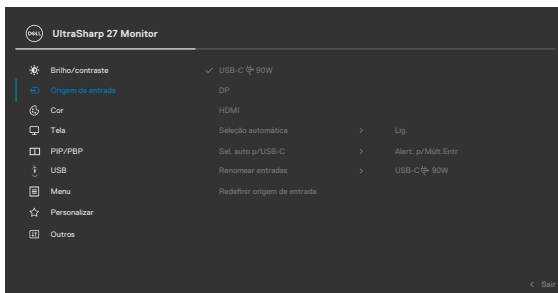 DELL UltraSharp 27 Monitor
Brilho/contraste
Origem de entrada
Cor
Tela
PIP/PBP
USB
Menu
Personalizar
Outros
USB-C 90W
DP
HDMI
Seleção automática > Lig.
Sel. auto p/USB-C > Alert. p/Múlt.Entr
Renomear entradas > USB-C 90W
Redefinir origem de entrada
< Sair